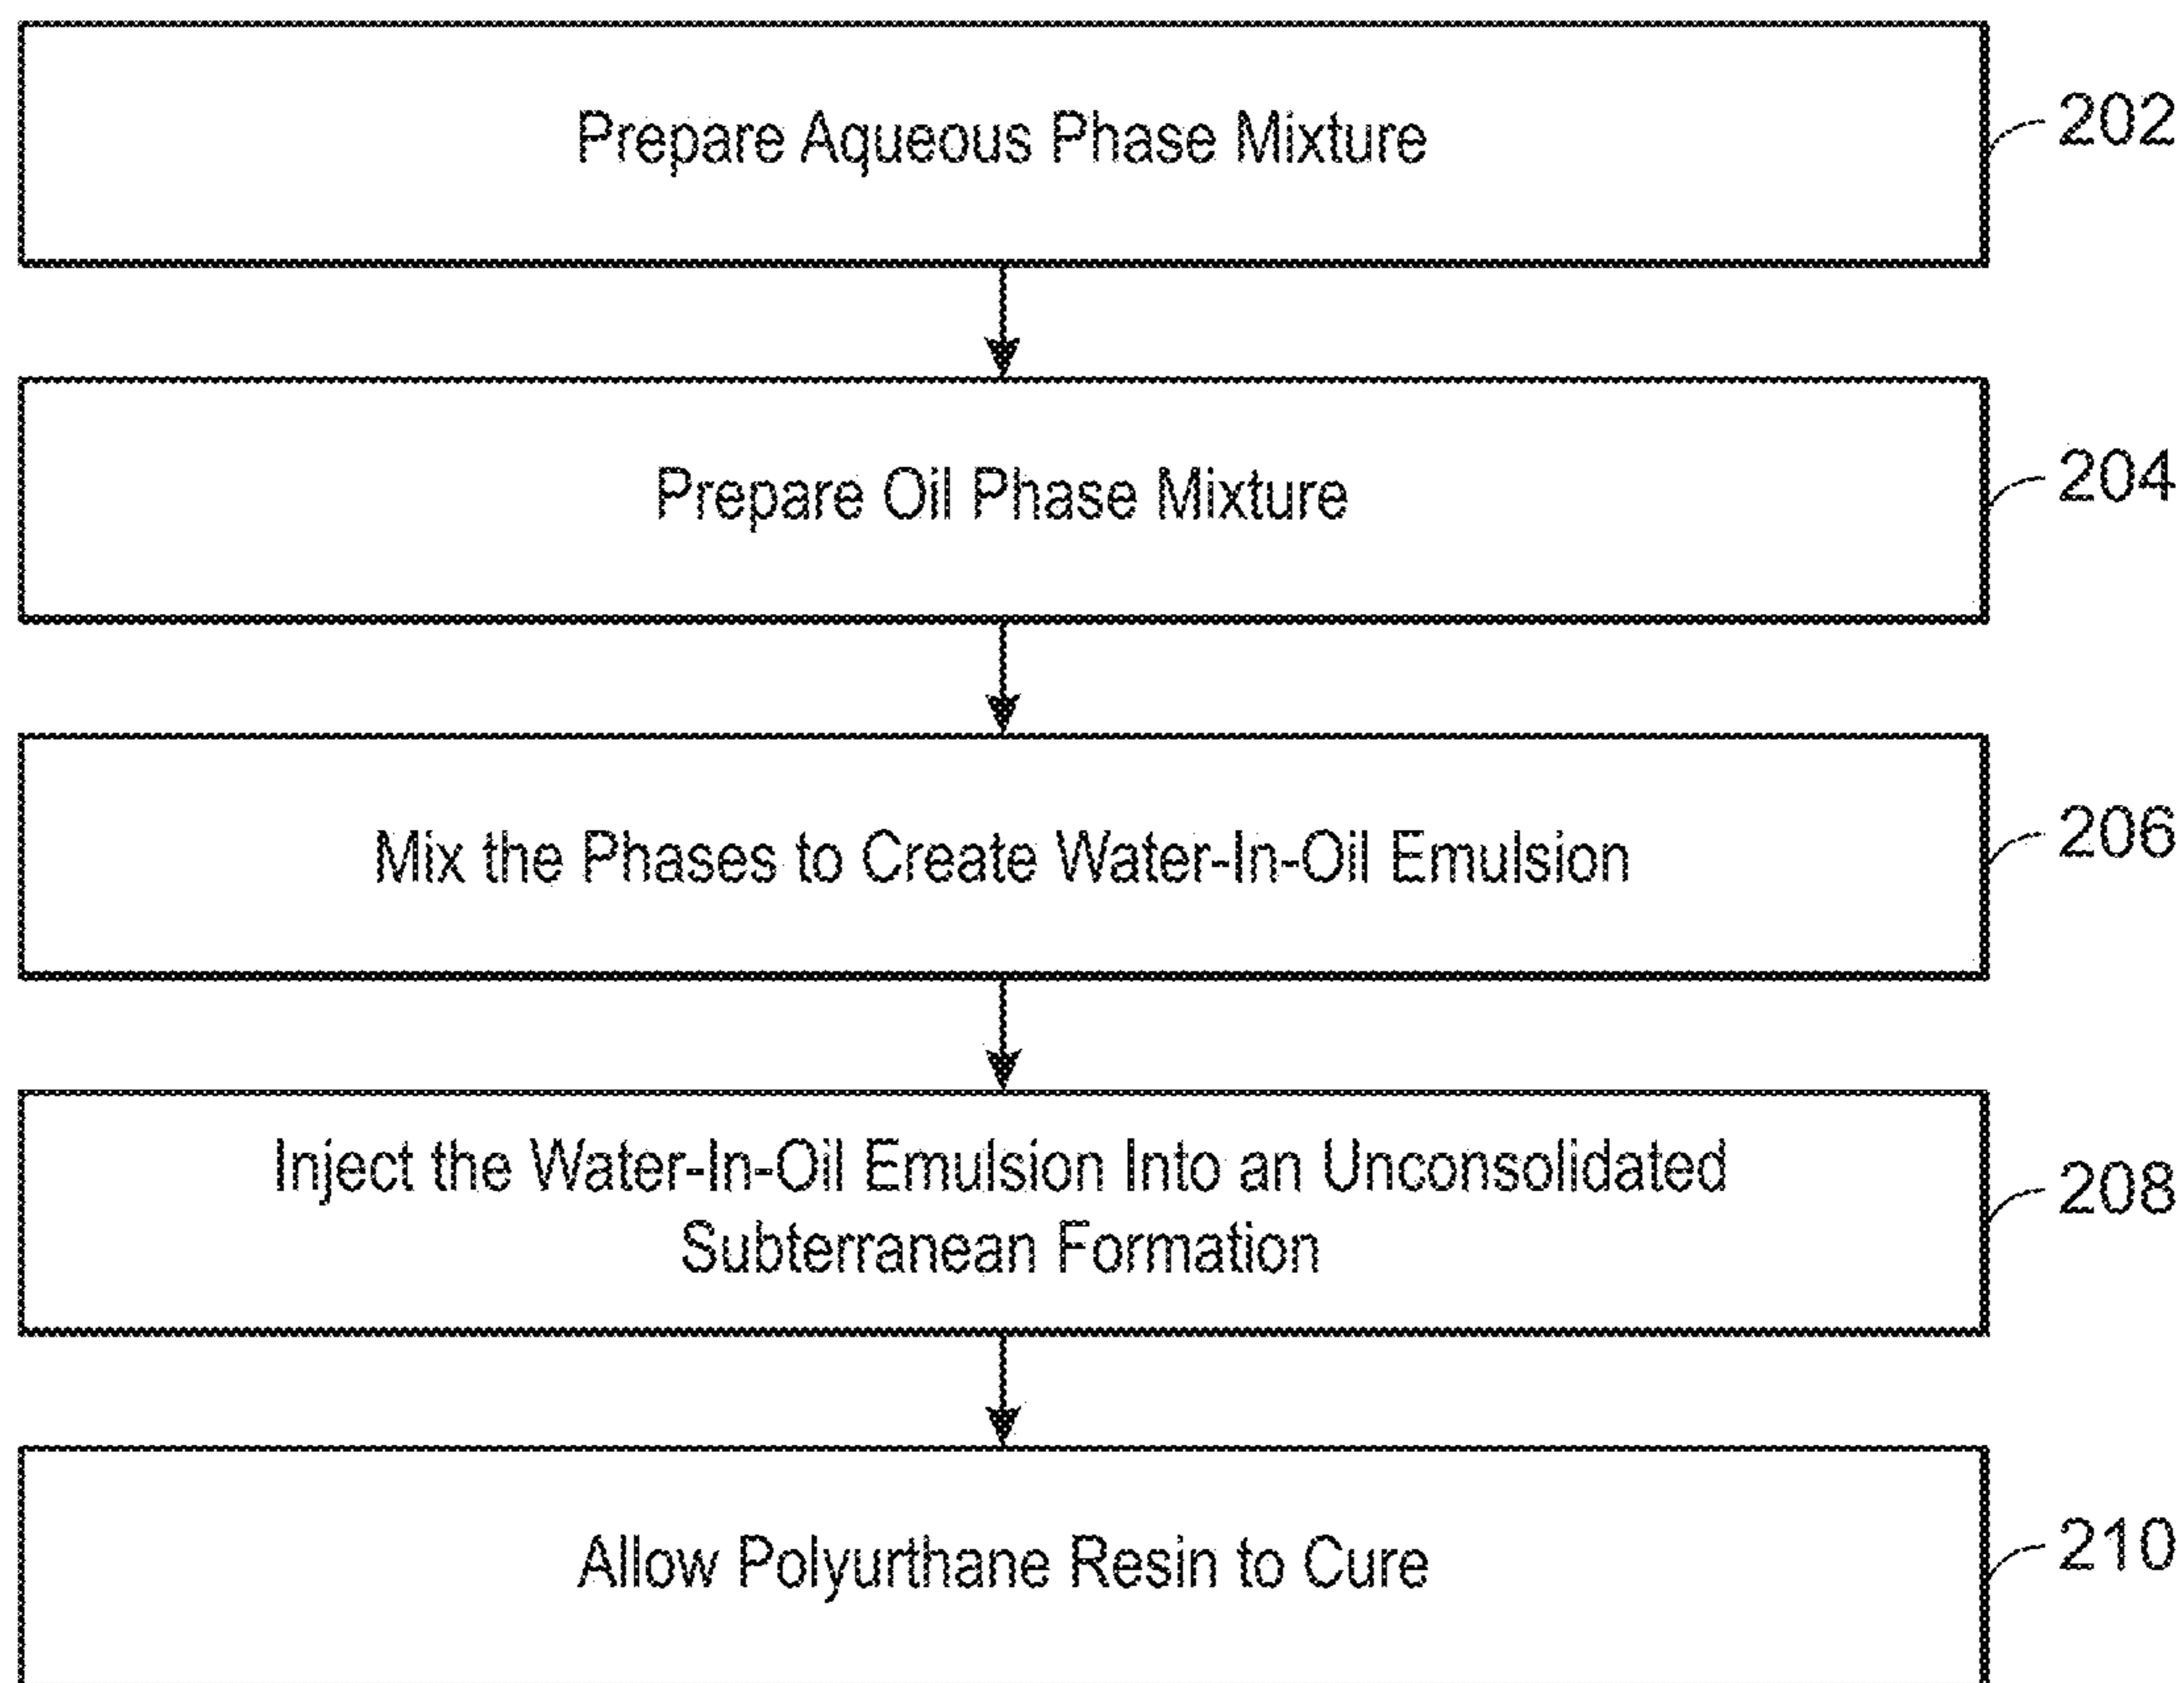 Prepare Aqueous Phase Mixture
202
Prepare Oil Phase Mixture
204
Mix the Phases to Create Water-In-Oil Emulsion
206
Inject the Water-In-Oil Emulsion Into an Unconsolidated
Subterranean Formation
208
Allow Polyurthane Resin to Cure
210